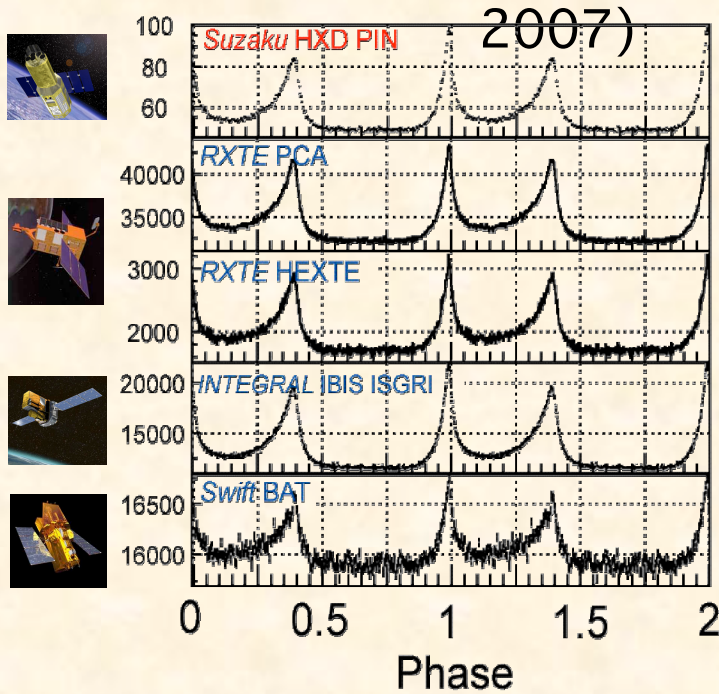 2007)
100
Suzaku HXD PIN
80
60
RXTE PCA
40000
35000
RXTE HEXTE
3000
2000
INTEGRAL IBIS ISGRI
20000
15000
Swift BAT
16500
16000
0 0.5 1 1.5 2
Phase